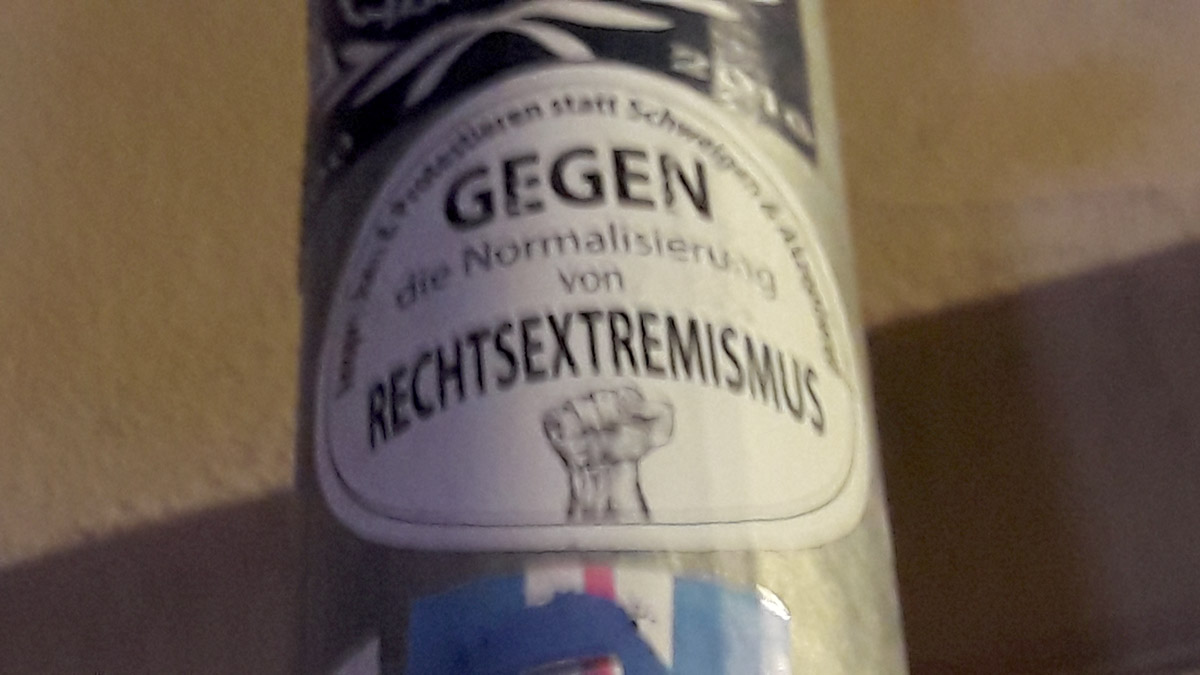 Protestieren statt Schweigen &
GEGEN
die Normalisierung
von
RECHTSEXTREMISMUS